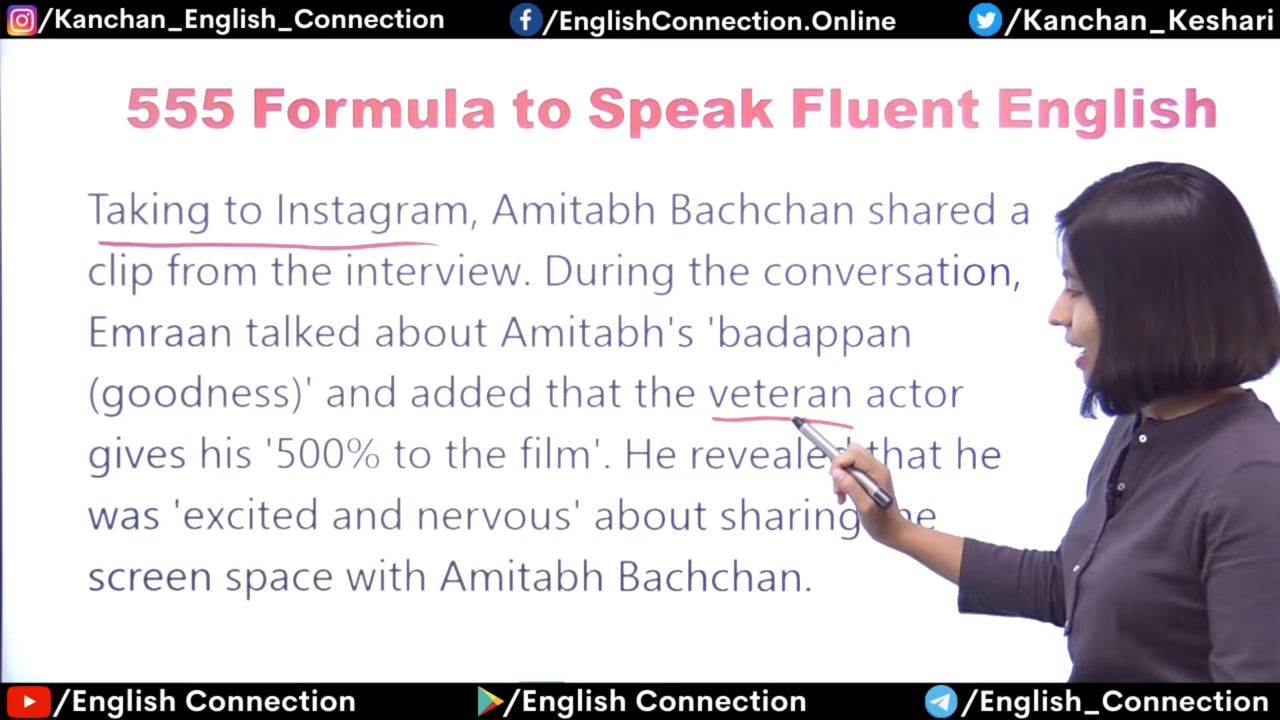 /Kanchan_English_Connection /EnglishConnection.Online /Kanchan_Keshari
555 Formula to Speak Fluent English
Taking to Instagram, Amitabh Bachchan shared a
clip from the interview. During the conversation,
Emraan talked about Amitabh's 'badappan
(goodness)' and added that the veteran actor
gives his '500% to the film'. He revealed that he
was 'excited and nervous' about sharing
screen space with Amitabh Bachchan.
/English Connection /English Connection /English_Connection